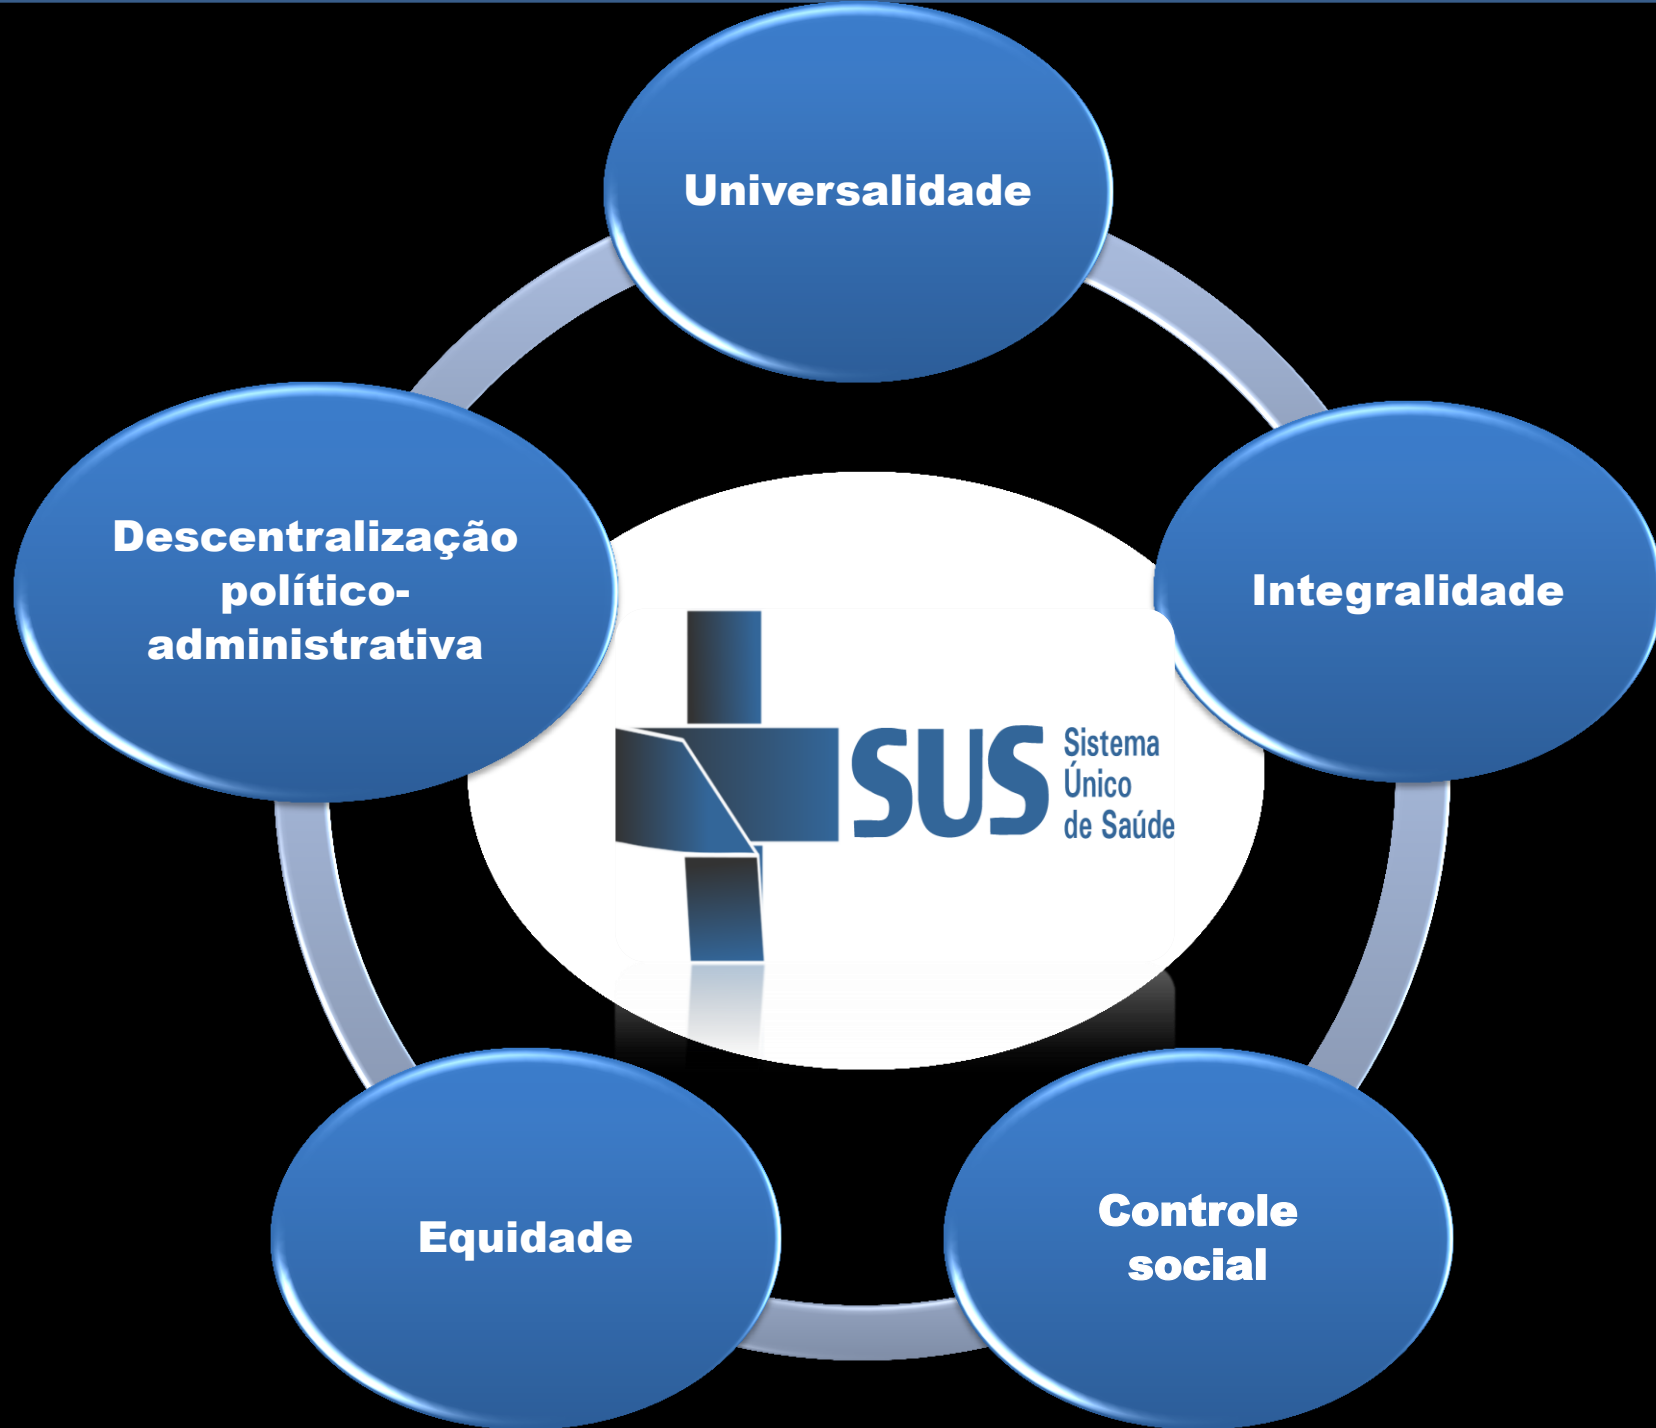 Universalidade
Descentralização
político-
administrativa
Integralidade
SUS
Sistema
Único
de Saúde
Equidade
Controle
social